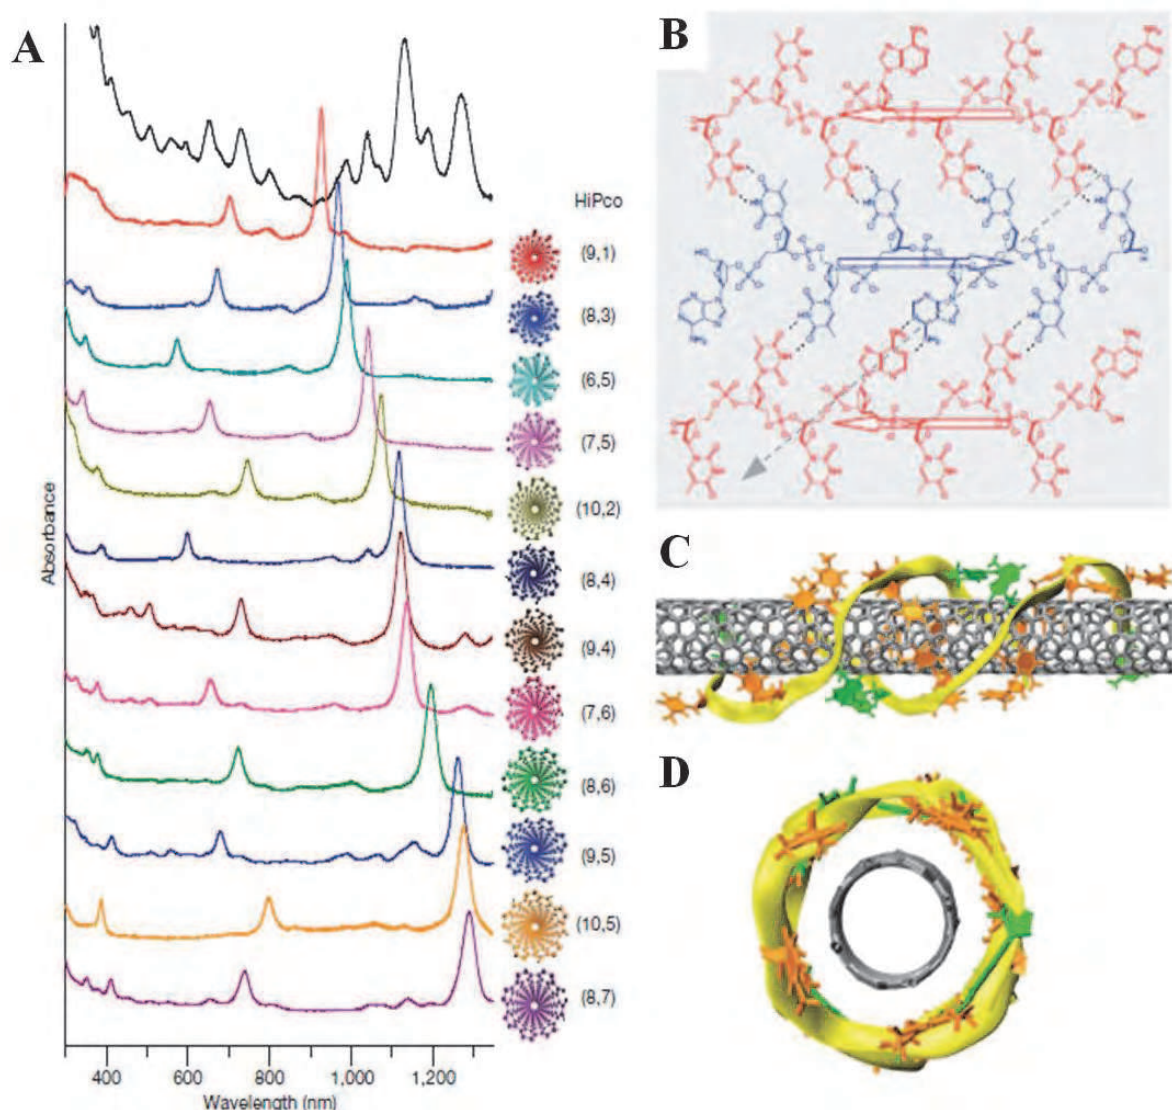 A
B
HiPco
(9,1)
(8,3)
(6,5)
(7,5)
(10,2)
(8,4)
(9,4)
(7,6)
(8,6)
(9,5)
(10,5)
(8,7)
Absorbance
400 600 800 1,000 1,200
Wavelength (nm)
C
D